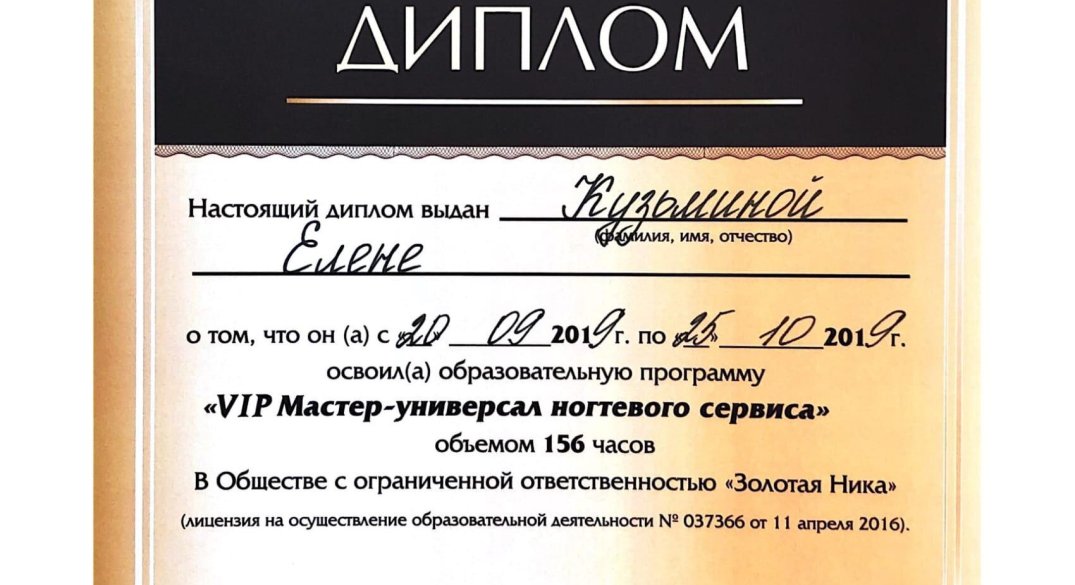 ДИПЛОМ
Настоящий диплом выдан Кузьминой
(фамилия, имя, отчество)
Елене
о том, что он (а) с «20» 09 2019г. по «25» 10 2019г.
освоил(а) образовательную программу
«VIP Мастер-универсал ногтевого сервиса»
объемом 156 часов
В Обществе с ограниченной ответственностью «Золотая Ника»
(лицензия на осуществление образовательной деятельности № 037366 от 11 апреля 2016).